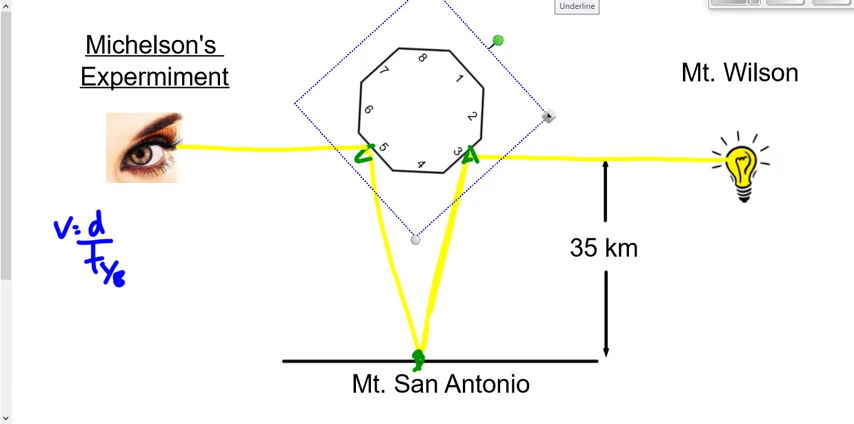 Underline
Michelson's
Expermiment
Mt. Wilson
8
1
2
3
4
5
6
7
35 km
V = d
T 1/8
Mt. San Antonio